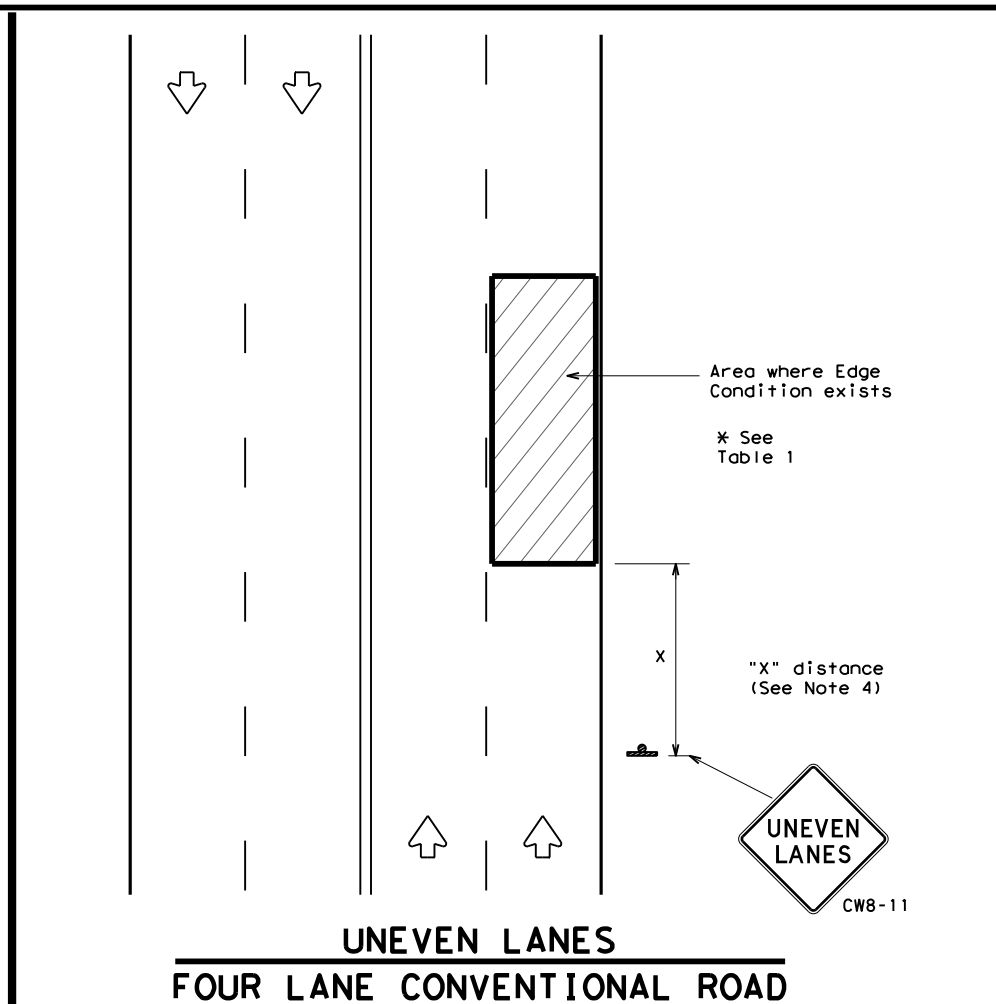 Area where Edge
Condition exists
* See
Table 1
X
"X" distance
(See Note 4)
UNEVEN
LANES
CW8-11
UNEVEN LANES
FOUR LANE CONVENTIONAL ROAD